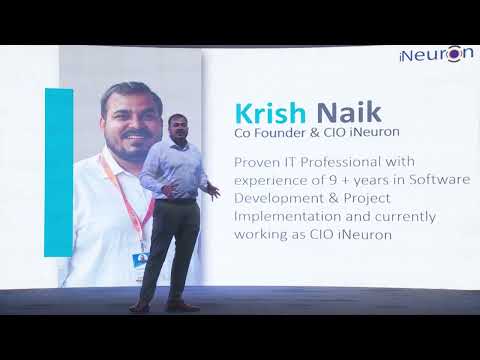 iNeuron
Krish Naik
Co Founder & CIO iNeuron
Proven IT Professional with
experience of 9 + years in Software
Development & Project
Implementation and currently
working as CIO iNeuron